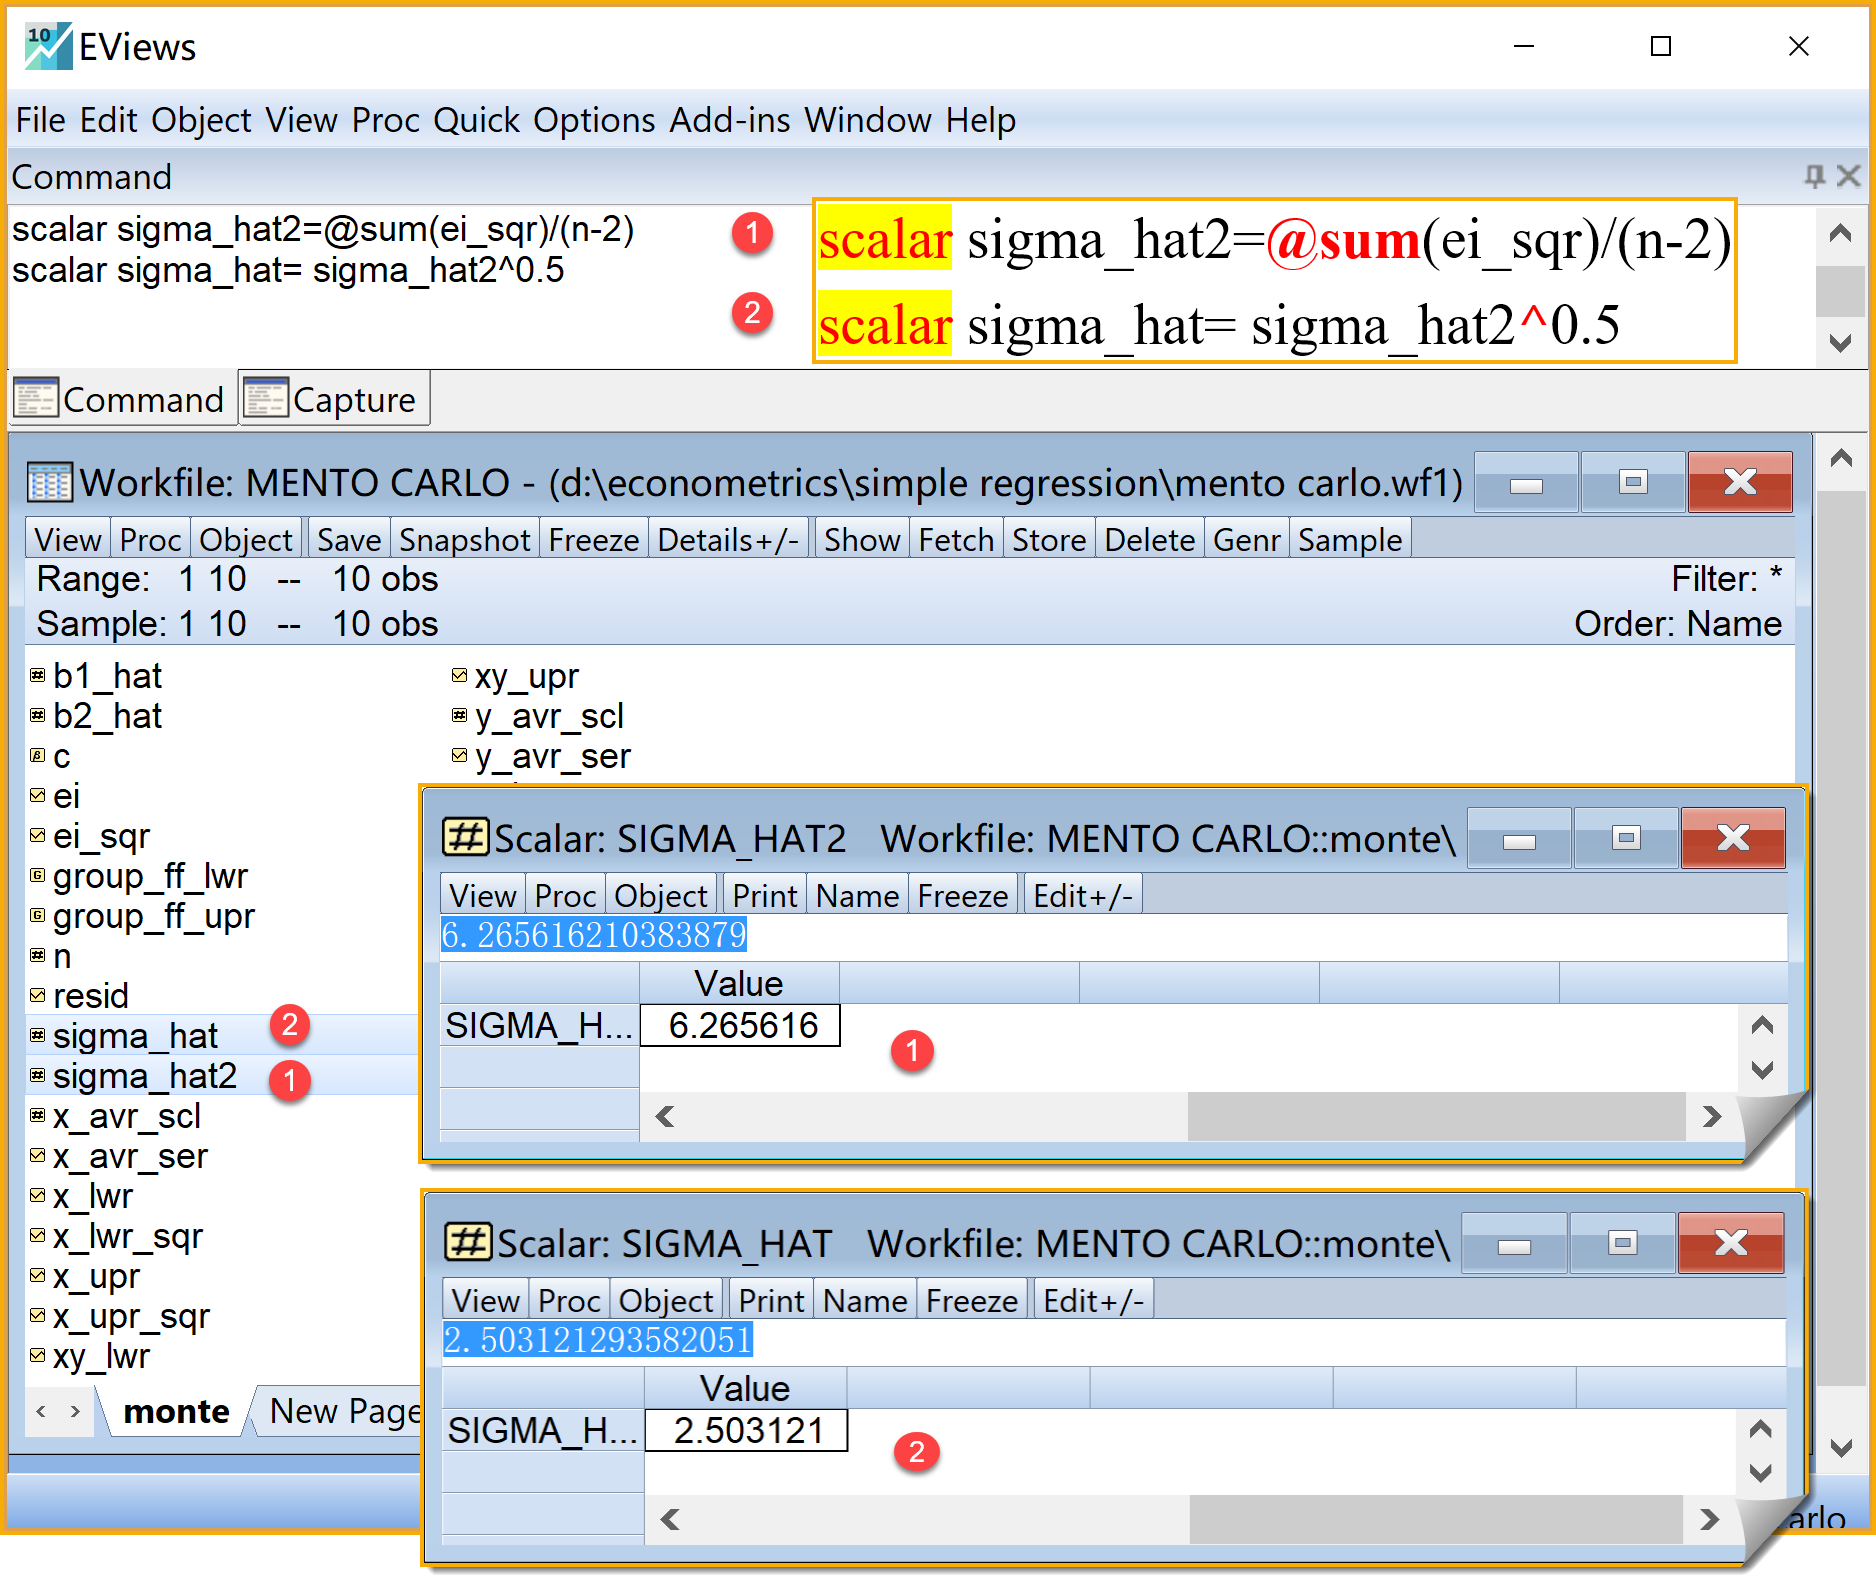 10 EViews
File Edit Object View Proc Quick Options Add-ins Window Help
Command
scalar sigma_hat2=@sum(ei_sqr)/(n-2)
scalar sigma_hat= sigma_hat2^0.5
1 scalar sigma_hat2=@sum(ei_sqr)/(n-2)
2 scalar sigma_hat= sigma_hat2^0.5
Command Capture
Workfile: MENTO CARLO - (d:\econometrics\simple regression\mento carlo.wf1)
View Proc Object Save Snapshot Freeze Details+/- Show Fetch Store Delete Genr Sample
Range: 1 10 -- 10 obs Filter: *
Sample: 1 10 -- 10 obs Order: Name
b1_hat
b2_hat
c
ei
ei_sqr
group_ff_lwr
group_ff_upr
n
resid
sigma_hat 2
sigma_hat2 1
x_avr_scl
x_avr_ser
x_lwr
x_lwr_sqr
x_upr
x_upr_sqr
xy_lwr
xy_upr
y_avr_scl
y_avr_ser
monte New Page
Scalar: SIGMA_HAT2 Workfile: MENTO CARLO::monte\
View Proc Object Print Name Freeze Edit+/-
6.265616210383879
Value
SIGMA_H... 6.265616
1
Scalar: SIGMA_HAT Workfile: MENTO CARLO::monte\
View Proc Object Print Name Freeze Edit+/-
2.503121293582051
Value
SIGMA_H... 2.503121
2
arlo